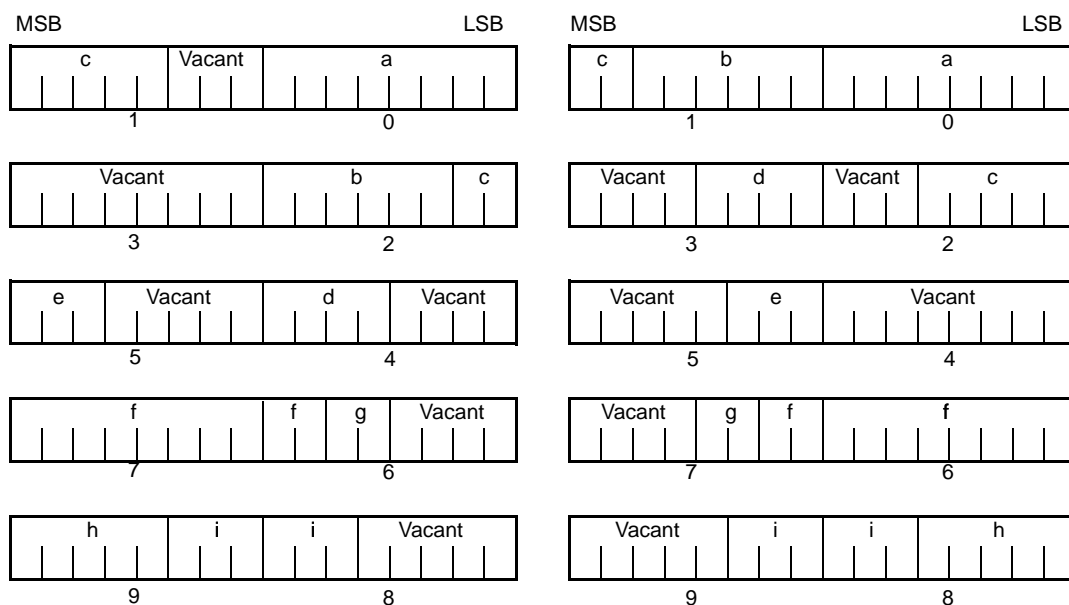 MSB LSB MSB LSB
c Vacant a c b a
1 0 1 0
Vacant b c Vacant d Vacant c
3 2 3 2
e Vacant d Vacant Vacant e Vacant
5 4 5 4
f f g Vacant Vacant g f f
7 6 7 6
h i i Vacant Vacant i i h
9 8 9 8